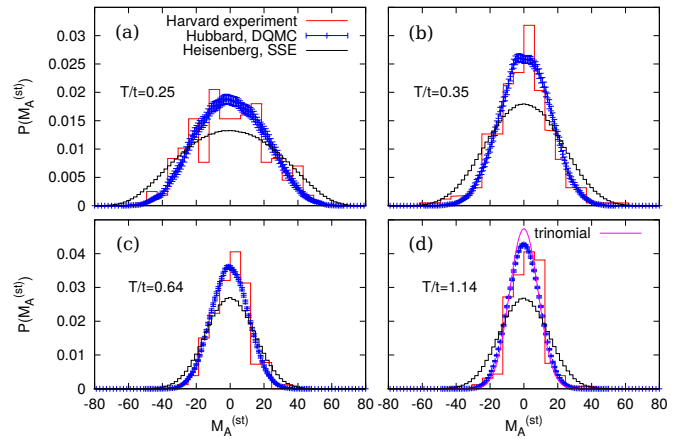 (a)
Harvard experiment
Hubbard, DQMC
Heisenberg, SSE
T/t=0.25
P(M_A^(st))
0.03
0.025
0.02
0.015
0.01
0.005
0
(b)
T/t=0.35
(c)
T/t=0.64
P(M_A^(st))
0.04
0.03
0.02
0.01
0
-80 -60 -40 -20 0 20 40 60 80
M_A^(st)
(d)
trinomial
T/t=1.14
-60 -40 -20 0 20 40 60 80
M_A^(st)